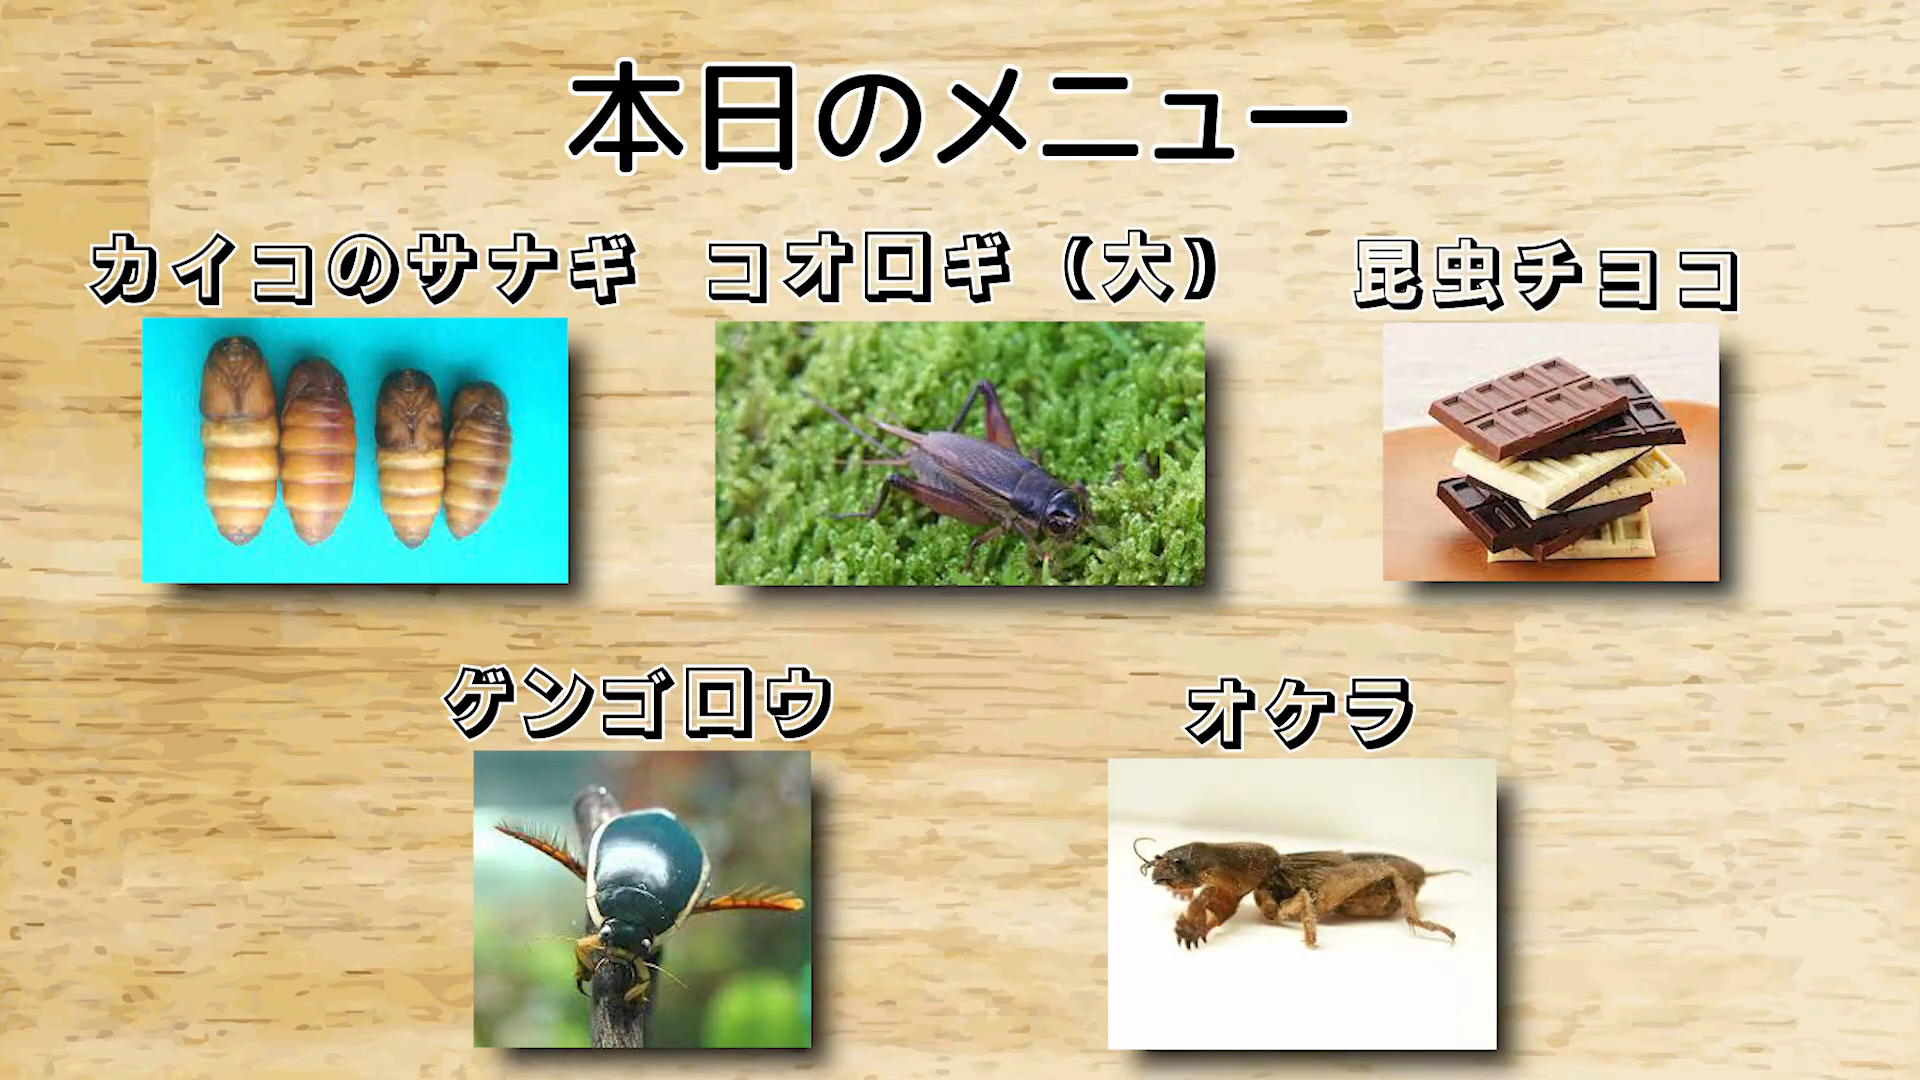 本日のメニュー
カイコのサナギ
コオロギ（大）
昆虫チョコ
ゲンゴロウ
オケラ